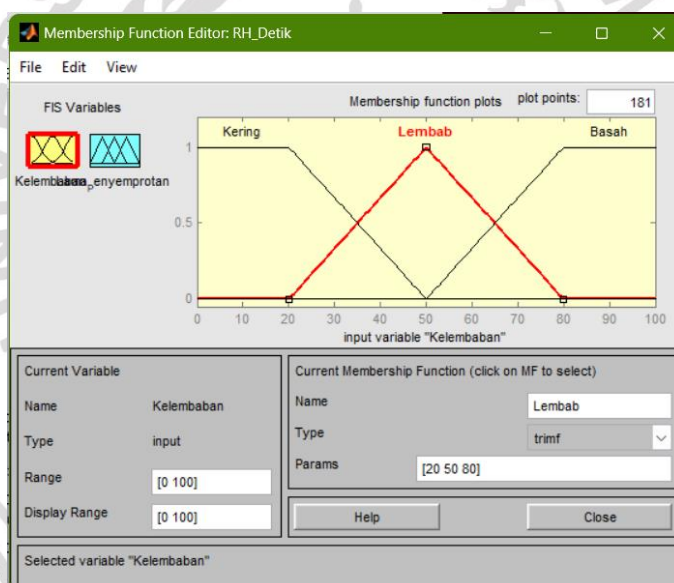 Membership Function Editor: RH_Detik
File Edit View
FIS Variables
Membership function plots plot points: 181
Kering Lembab Basah
1
0.5
0
0 10 20 30 40 50 60 70 80 90 100
input variable "Kelembaban"
Current Variable
Name Kelembaban
Type input
Range [0 100]
Display Range [0 100]
Current Membership Function (click on MF to select)
Name Lembab
Type trimf
Params [20 50 80]
Help Close
Selected variable "Kelembaban"